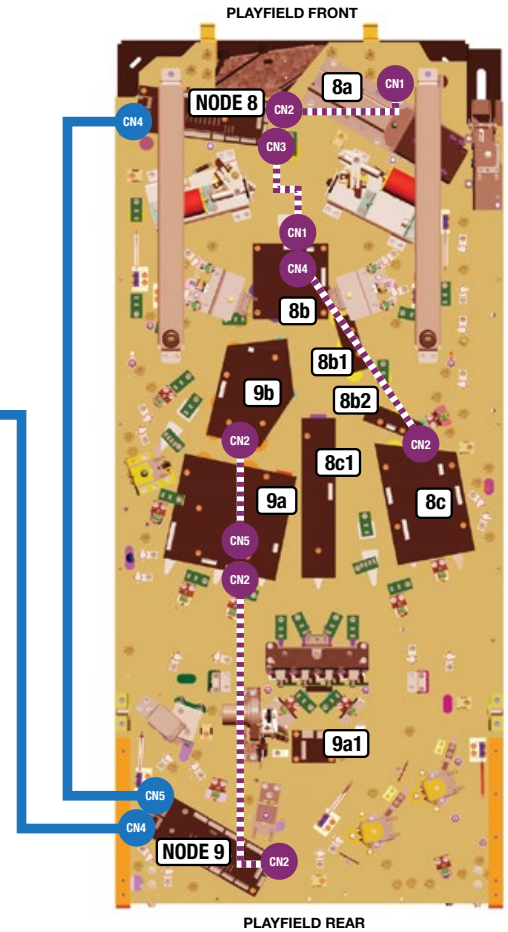 PLAYFIELD FRONT
CN1
8a
NODE 8
CN2
CN4
CN3
CN1
CN4
8b
8b1
9b
8b2
CN2
CN2
8c1
9a
8c
CN5
CN2
9a1
CN5
CN4
NODE 9
CN2
PLAYFIELD REAR